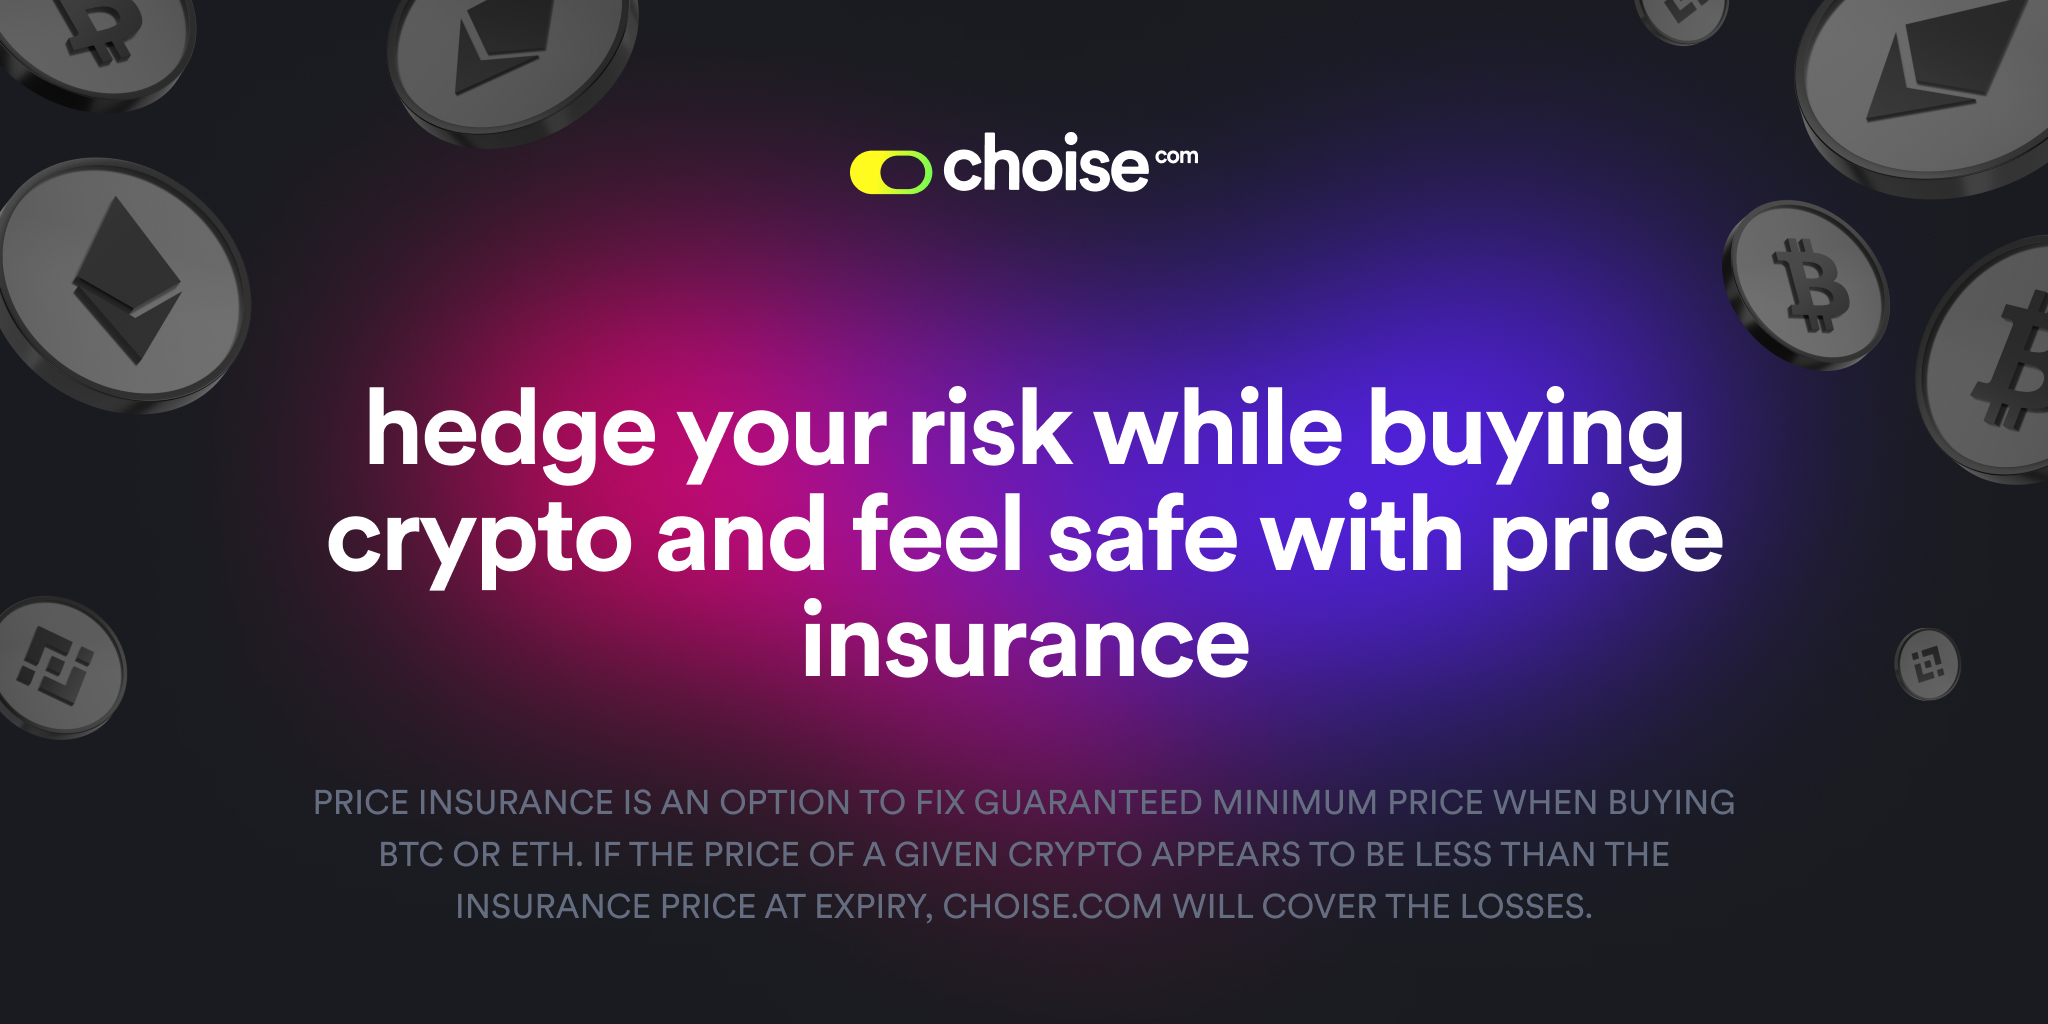 choise.com
hedge your risk while buying
crypto and feel safe with price
insurance
PRICE INSURANCE IS AN OPTION TO FIX GUARANTEED MINIMUM PRICE WHEN BUYING
BTC OR ETH. IF THE PRICE OF A GIVEN CRYPTO APPEARS TO BE LESS THAN THE
INSURANCE PRICE AT EXPIRY, CHOISE.COM WILL COVER THE LOSSES.